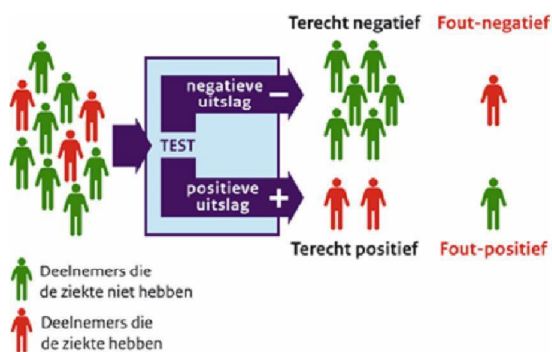 Terecht negatief
Fout-negatief
negatieve
uitslag
−
TEST
positieve
uitslag
+
Terecht positief
Fout-positief
Deelnemers die
de ziekte niet hebben
Deelnemers die
de ziekte hebben